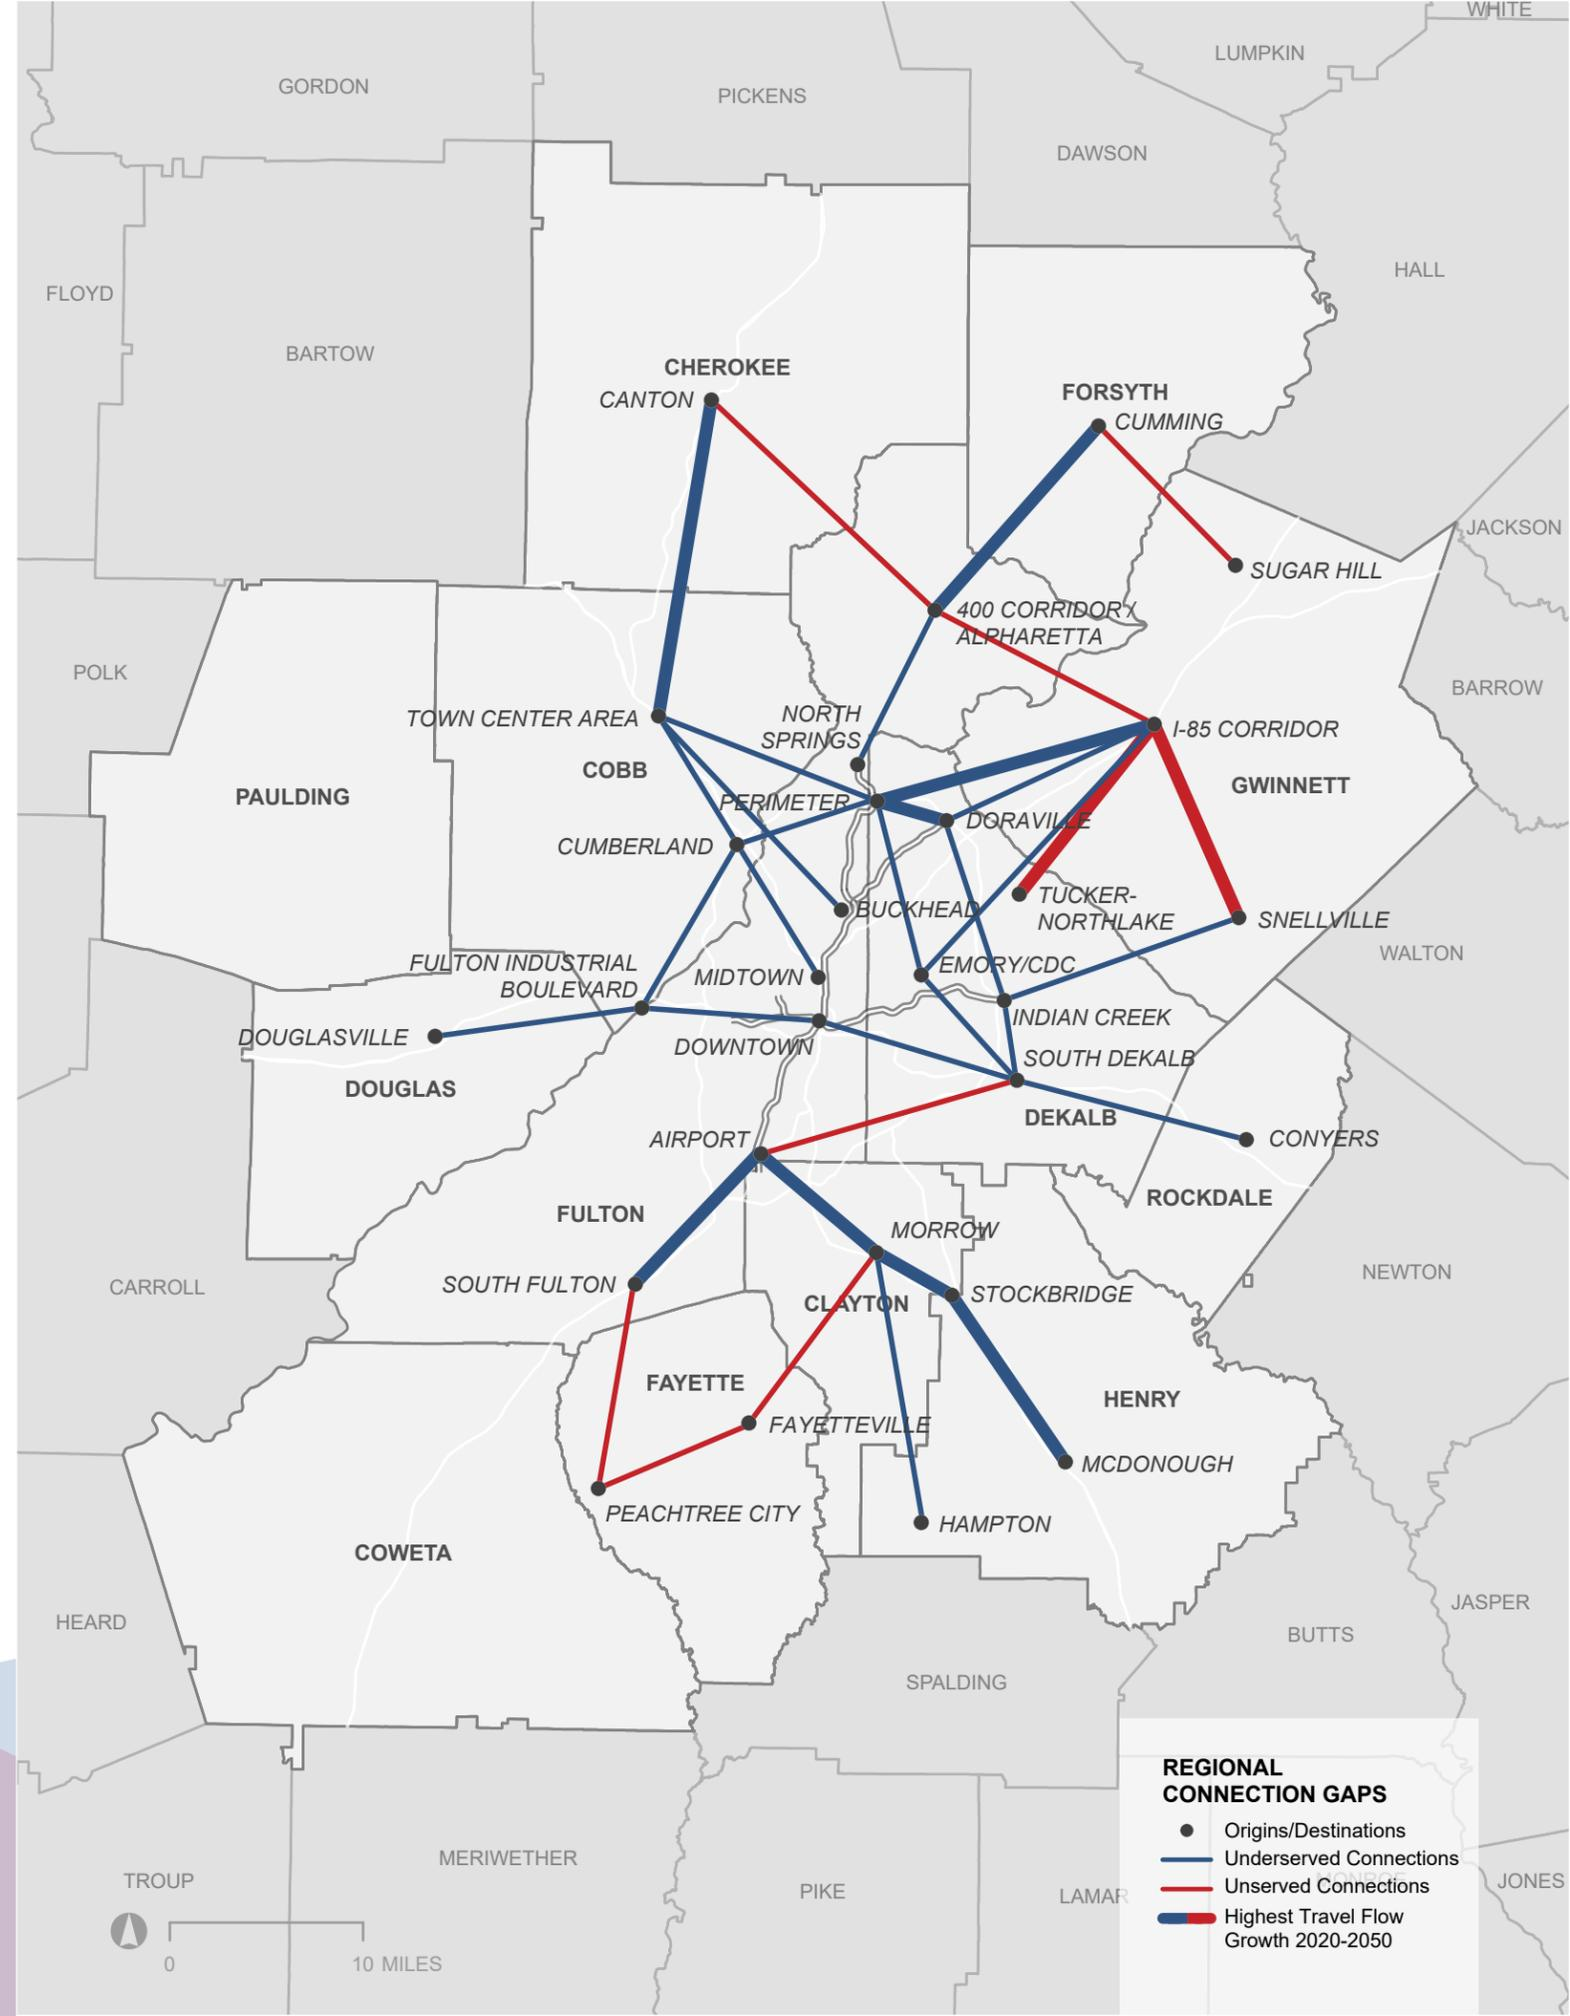 WHITE
LUMPKIN
GORDON
PICKENS
DAWSON
HALL
FLOYD
BARTOW
CHEROKEE
CANTON
FORSYTH
CUMMING
JACKSON
SUGAR HILL
400 CORRIDOR/
ALPHARETTA
POLK
BARROW
TOWN CENTER AREA
NORTH
SPRINGS
I-85 CORRIDOR
COBB
GWINNETT
PAULDING
PERIMETER
DORAVILLE
CUMBERLAND
TUCKER-
NORTHLAKE
BUCKHEAD
SNELLVILLE
WALTON
FULTON INDUSTRIAL
BOULEVARD
MIDTOWN
EMORY/CDC
INDIAN CREEK
DOUGLASVILLE
DOWNTOWN
SOUTH DEKALB
DOUGLAS
DEKALB
AIRPORT
CONYERS
ROCKDALE
FULTON
MORROW
NEWTON
CARROLL
SOUTH FULTON
STOCKBRIDGE
CLAYTON
FAYETTE
HENRY
FAYETTEVILLE
MCDONOUGH
PEACHTREE CITY
HAMPTON
COWETA
HEARD
JASPER
BUTTS
SPALDING
REGIONAL
CONNECTION GAPS
Origins/Destinations
Underserved Connections
Unserved Connections
Highest Travel Flow
Growth 2020-2050
MERIWETHER
TROUP
PIKE
LAMAR
MONROE
JONES
0 10 MILES